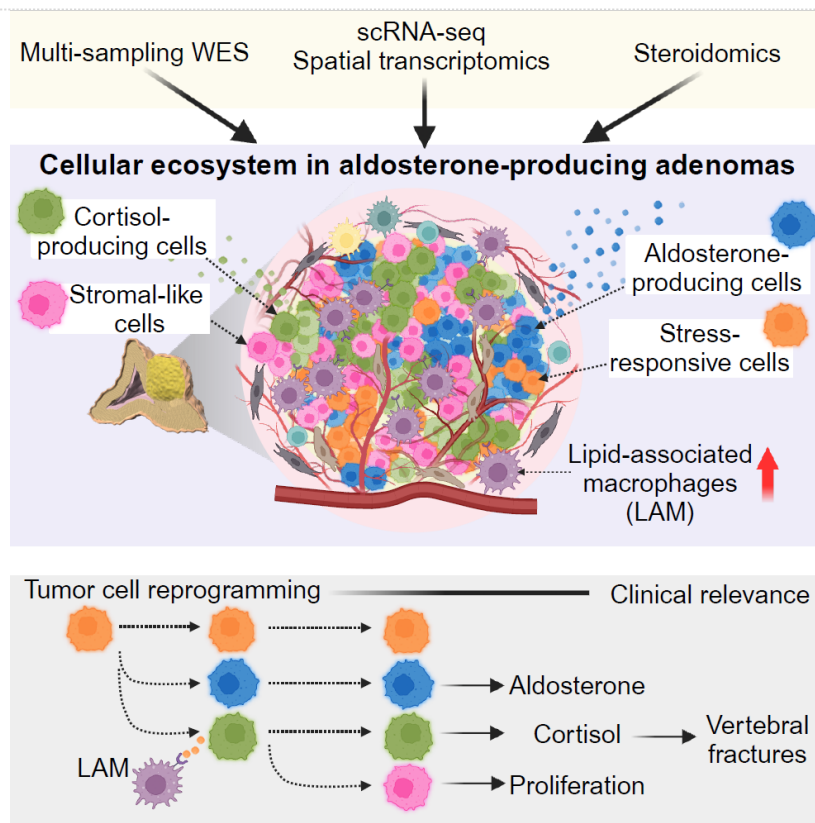 Multi-sampling WES
scRNA-seq
Spatial transcriptomics
Steroidomics
Cellular ecosystem in aldosterone-producing adenomas
Cortisol-
producing cells
Stromal-like
cells
Aldosterone-
producing cells
Stress-
responsive cells
Lipid-associated
macrophages
(LAM)
Tumor cell reprogramming
Clinical relevance
Aldosterone
Cortisol
Vertebral
fractures
LAM
Proliferation